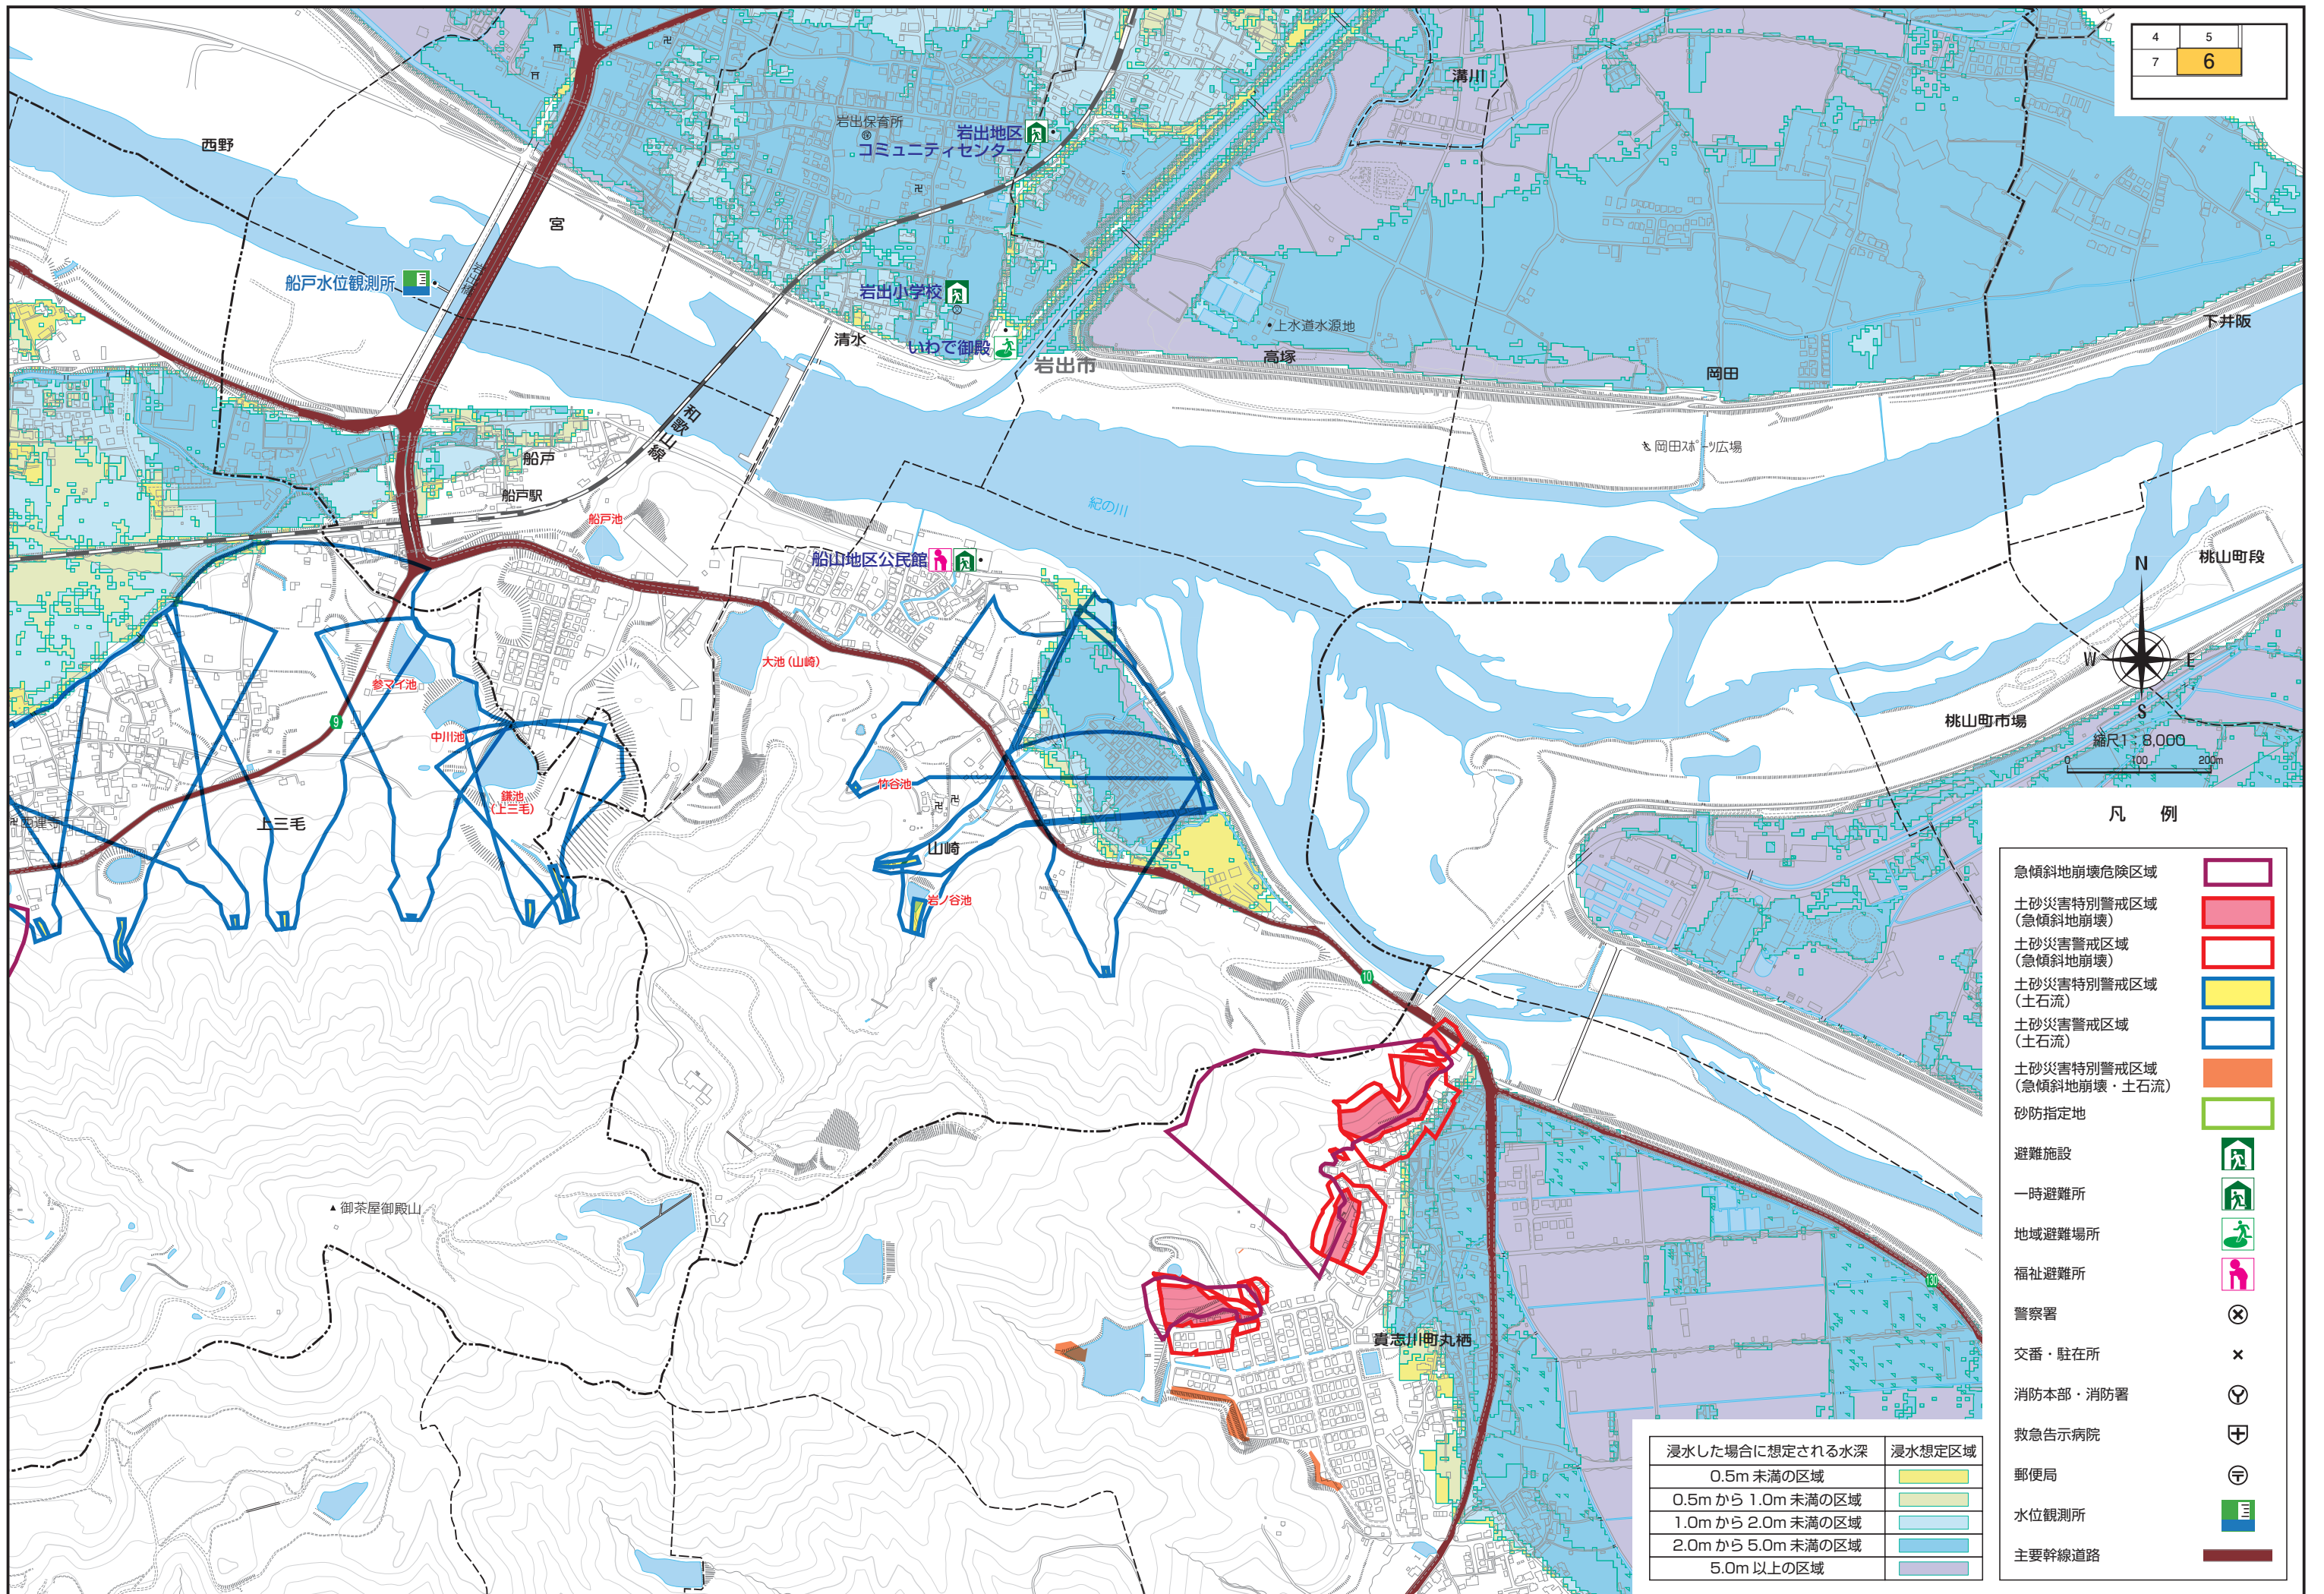 4
5
7
6
溝川
西野
岩出保育所
岩出地区
コミュニティセンター
宮
船戸水位観測所
岩出小学校
上水道水源地
清水
いわで御殿
岩出市
高塚
岡田
下井阪
和歌山線
岡田スポーツ広場
船戸
船戸駅
紀の川
船戸池
船山地区公民館
桃山町段
N
W
E
S
大池(山崎)
参マイ池
9
中川池
桃山町市場
縮尺1:8,000
0
100
200m
竹谷池
鎌池
(上三毛)
上三毛
山崎
岩ノ谷池
10
御茶屋御殿山
130
貴志川町丸栖
凡 例
急傾斜地崩壊危険区域
土砂災害特別警戒区域
(急傾斜地崩壊)
土砂災害警戒区域
(急傾斜地崩壊)
土砂災害特別警戒区域
(土石流)
土砂災害警戒区域
(土石流)
土砂災害特別警戒区域
(急傾斜地崩壊・土石流)
砂防指定地
避難施設
一時避難所
地域避難場所
福祉避難所
警察署
交番・駐在所
消防本部・消防署
救急告示病院
郵便局
水位観測所
主要幹線道路
浸水した場合に想定される水深 浸水想定区域
0.5m 未満の区域
0.5m から 1.0m 未満の区域
1.0m から 2.0m 未満の区域
2.0m から 5.0m 未満の区域
5.0m 以上の区域